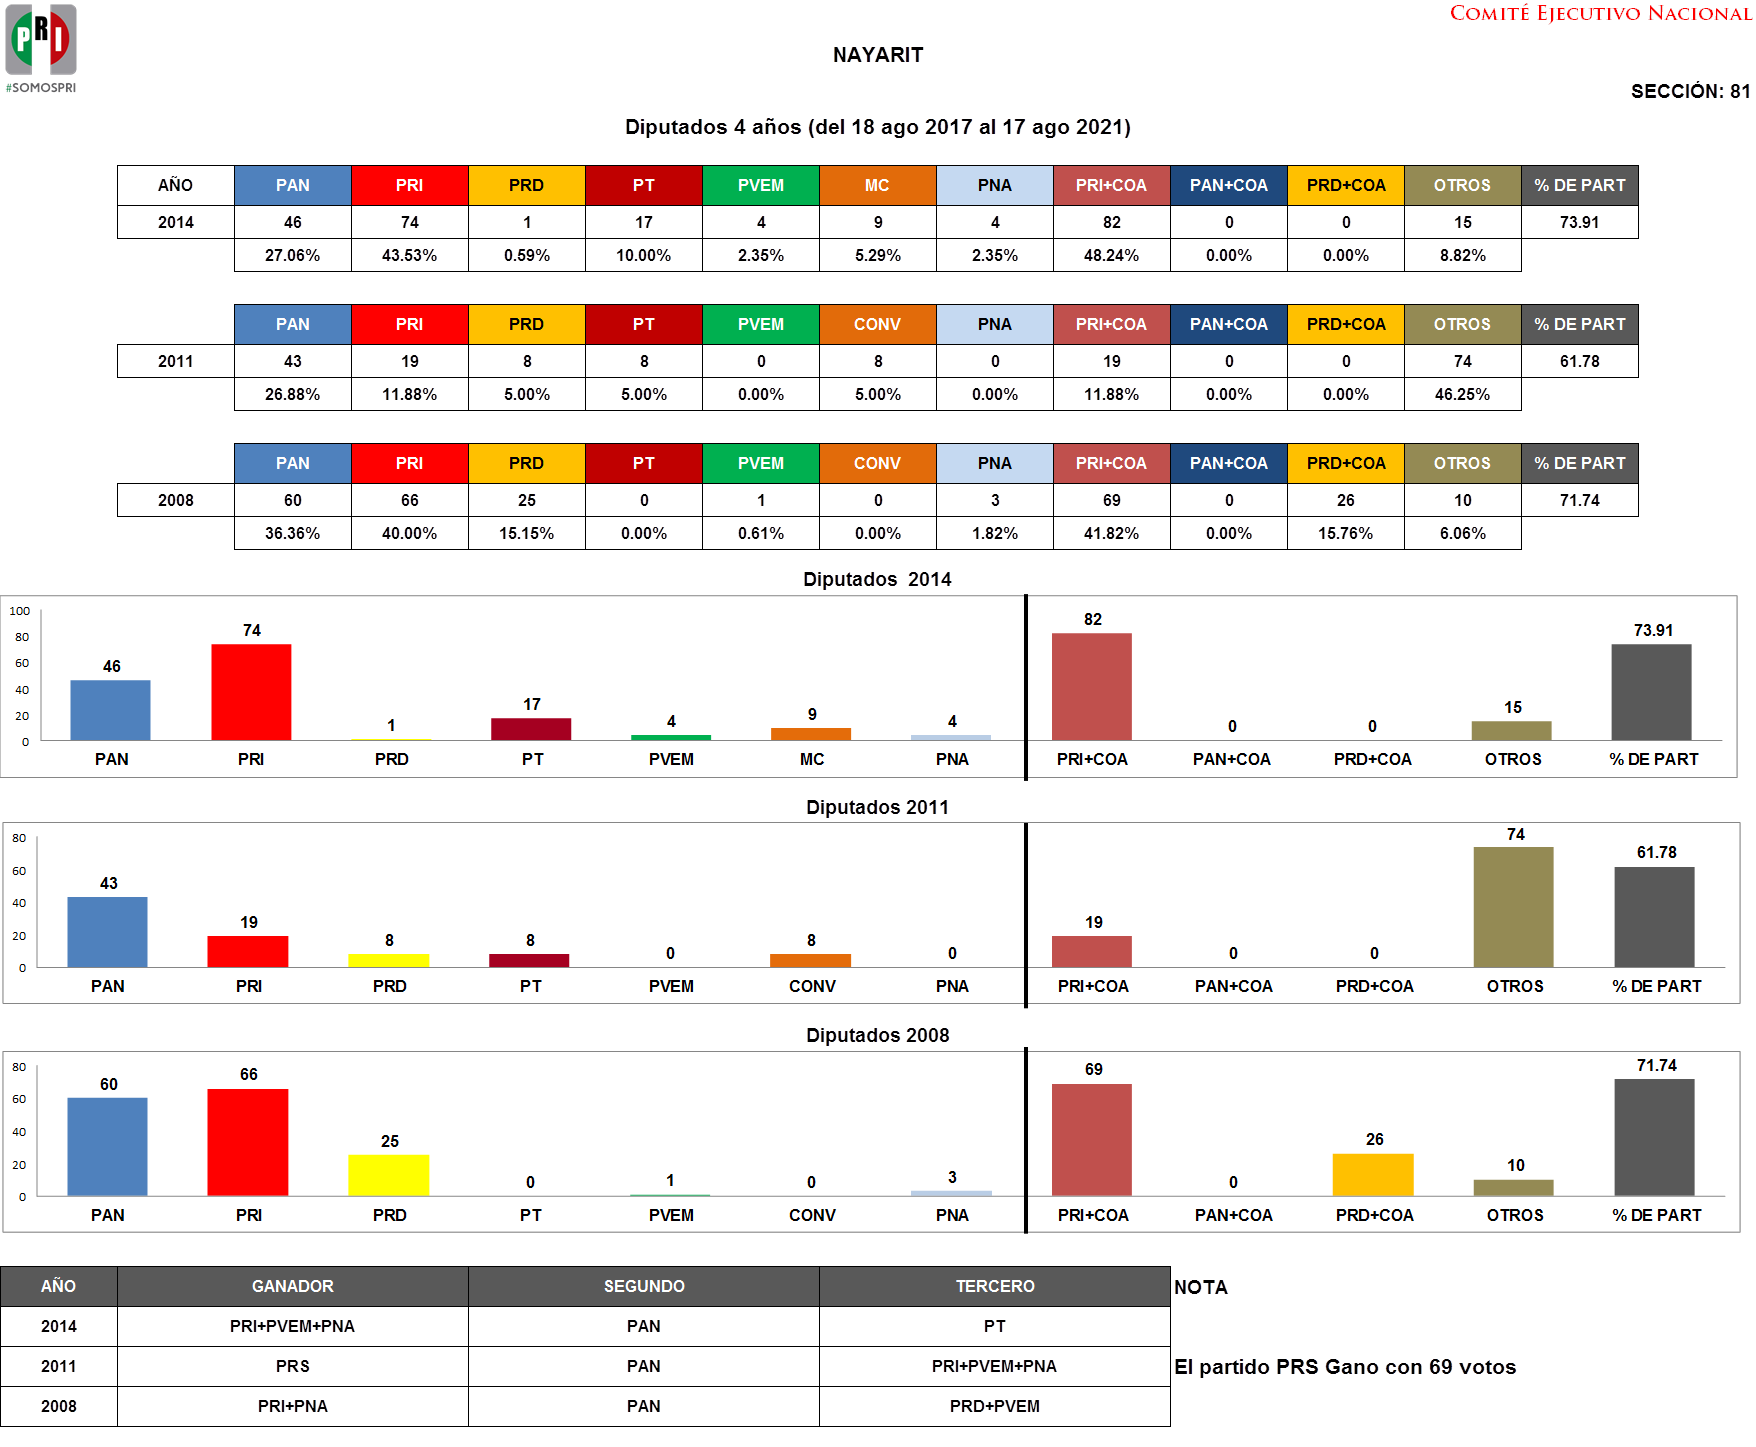 PRI
#SOMOSPRI
Comité Ejecutivo Nacional
NAYARIT
SECCIÓN: 81
Diputados 4 años (del 18 ago 2017 al 17 ago 2021)
AÑO PAN PRI PRD PT PVEM MC PNA PRI+COA PAN+COA PRD+COA OTROS % DE PART
2014 46 74 1 17 4 9 4 82 0 0 15 73.91
27.06% 43.53% 0.59% 10.00% 2.35% 5.29% 2.35% 48.24% 0.00% 0.00% 8.82%
PAN PRI PRD PT PVEM CONV PNA PRI+COA PAN+COA PRD+COA OTROS % DE PART
2011 43 19 8 8 0 8 0 19 0 0 74 61.78
26.88% 11.88% 5.00% 5.00% 0.00% 5.00% 0.00% 11.88% 0.00% 0.00% 46.25%
PAN PRI PRD PT PVEM CONV PNA PRI+COA PAN+COA PRD+COA OTROS % DE PART
2008 60 66 25 0 1 0 3 69 0 26 10 71.74
36.36% 40.00% 15.15% 0.00% 0.61% 0.00% 1.82% 41.82% 0.00% 15.76% 6.06%
Diputados 2014
100
80
60
40
20
0
46 74 1 17 4 9 4 82 0 0 15 73.91
PAN PRI PRD PT PVEM MC PNA PRI+COA PAN+COA PRD+COA OTROS % DE PART
Diputados 2011
80
60
40
20
0
43 19 8 8 0 8 0 19 0 0 74 61.78
PAN PRI PRD PT PVEM CONV PNA PRI+COA PAN+COA PRD+COA OTROS % DE PART
Diputados 2008
80
60
40
20
0
60 66 25 0 1 0 3 69 0 26 10 71.74
PAN PRI PRD PT PVEM CONV PNA PRI+COA PAN+COA PRD+COA OTROS % DE PART
AÑO GANADOR SEGUNDO TERCERO NOTA
2014 PRI+PVEM+PNA PAN PT
2011 PRS PAN PRI+PVEM+PNA El partido PRS Gano con 69 votos
2008 PRI+PNA PAN PRD+PVEM